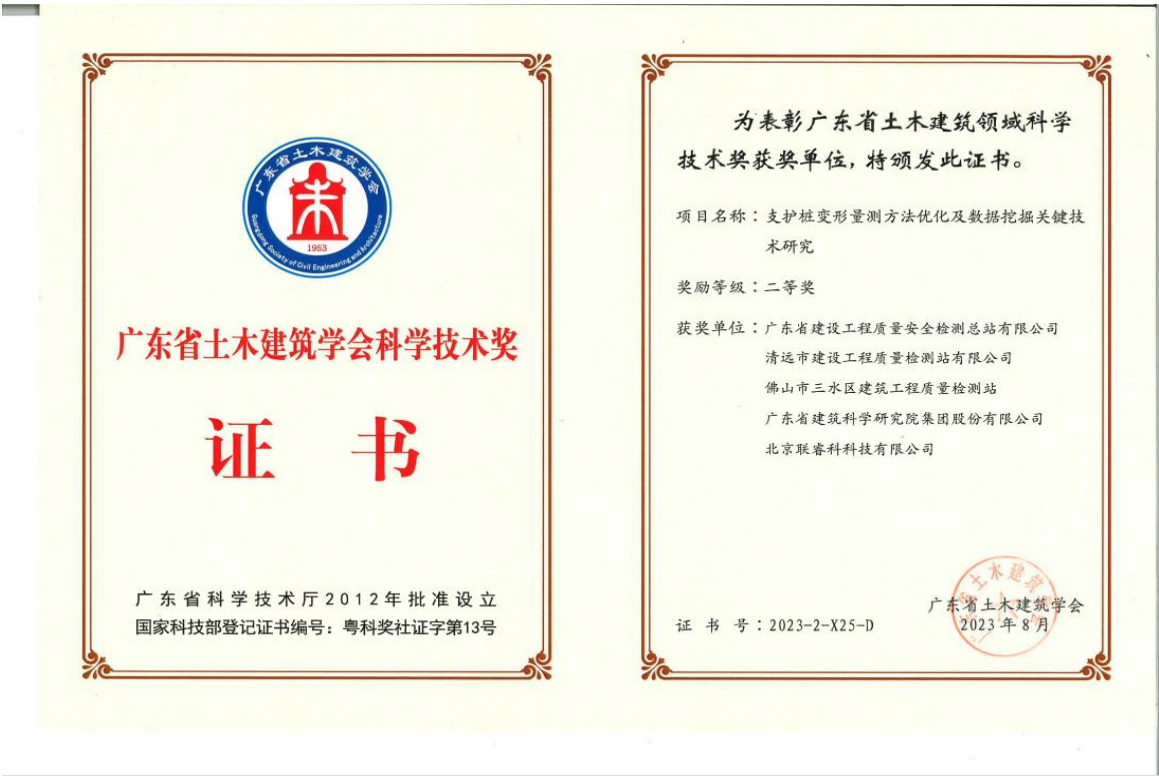 广东省土木建筑学会
1953
Guangdong Society of Civil Engineering and Architecture
广东省土木建筑学会科学技术奖
证 书
广东省科学技术厅2012年批准设立
国家科技部登记证书编号：粤科奖社证字第13号
为表彰广东省土木建筑领域科学
技术奖获奖单位，特颁发此证书。
项目名称：支护桩变形量测方法优化及数据挖掘关键技
术研究
奖励等级：二等奖
获奖单位：广东省建设工程质量安全检测总站有限公司
清远市建设工程质量检测站有限公司
佛山市三水区建筑工程质量检测站
广东省建筑科学研究院集团股份有限公司
北京联睿科科技有限公司
广东省土木建筑学会
证 书 号：2023-2-X25-D
2023年8月